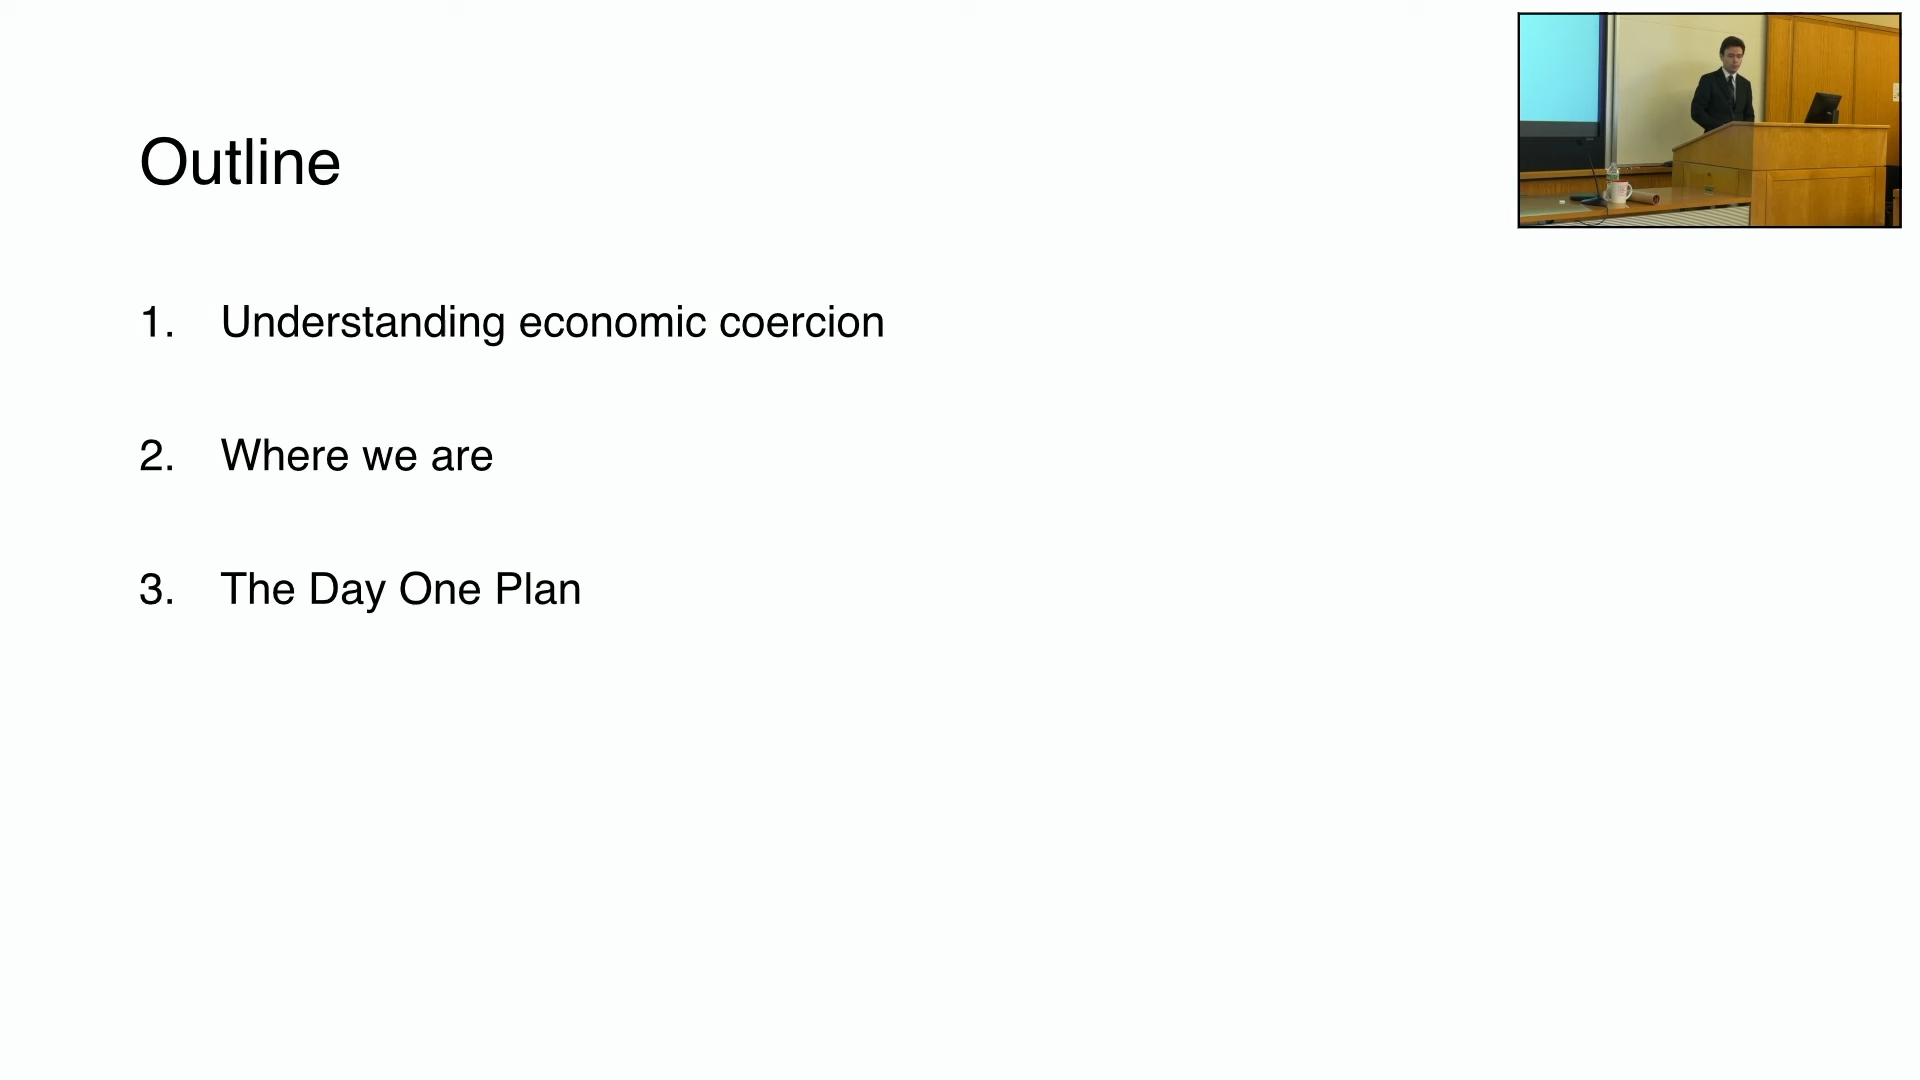 Outline
1. Understanding economic coercion
2. Where we are
3. The Day One Plan